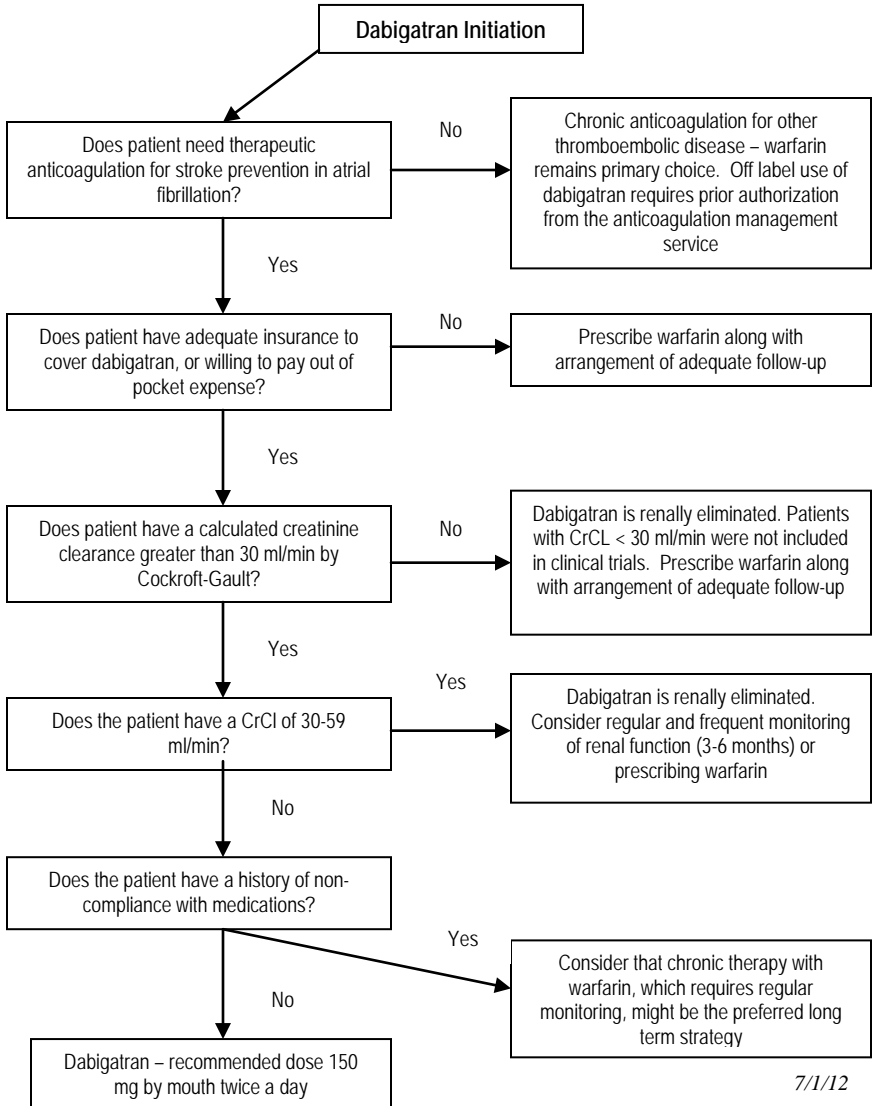 Dabigatran Initiation
Does patient need therapeutic
anticoagulation for stroke prevention in atrial
fibrillation?
No
Chronic anticoagulation for other
thromboembolic disease – warfarin
remains primary choice.  Off label use of
dabigatran requires prior authorization
from the anticoagulation management
service
Yes
Does patient have adequate insurance to
cover dabigatran, or willing to pay out of
pocket expense?
No
Prescribe warfarin along with
arrangement of adequate follow-up
Yes
Does patient have a calculated creatinine
clearance greater than 30 ml/min by
Cockroft-Gault?
No
Dabigatran is renally eliminated. Patients
with CrCL < 30 ml/min were not included
in clinical trials.  Prescribe warfarin along
with arrangement of adequate follow-up
Yes
Does the patient have a CrCl of 30-59
ml/min?
Yes
Dabigatran is renally eliminated.
Consider regular and frequent monitoring
of renal function (3-6 months) or
prescribing warfarin
No
Does the patient have a history of non-
compliance with medications?
Yes
Consider that chronic therapy with
warfarin, which requires regular
monitoring, might be the preferred long
term strategy
No
Dabigatran – recommended dose 150
mg by mouth twice a day
7/1/12